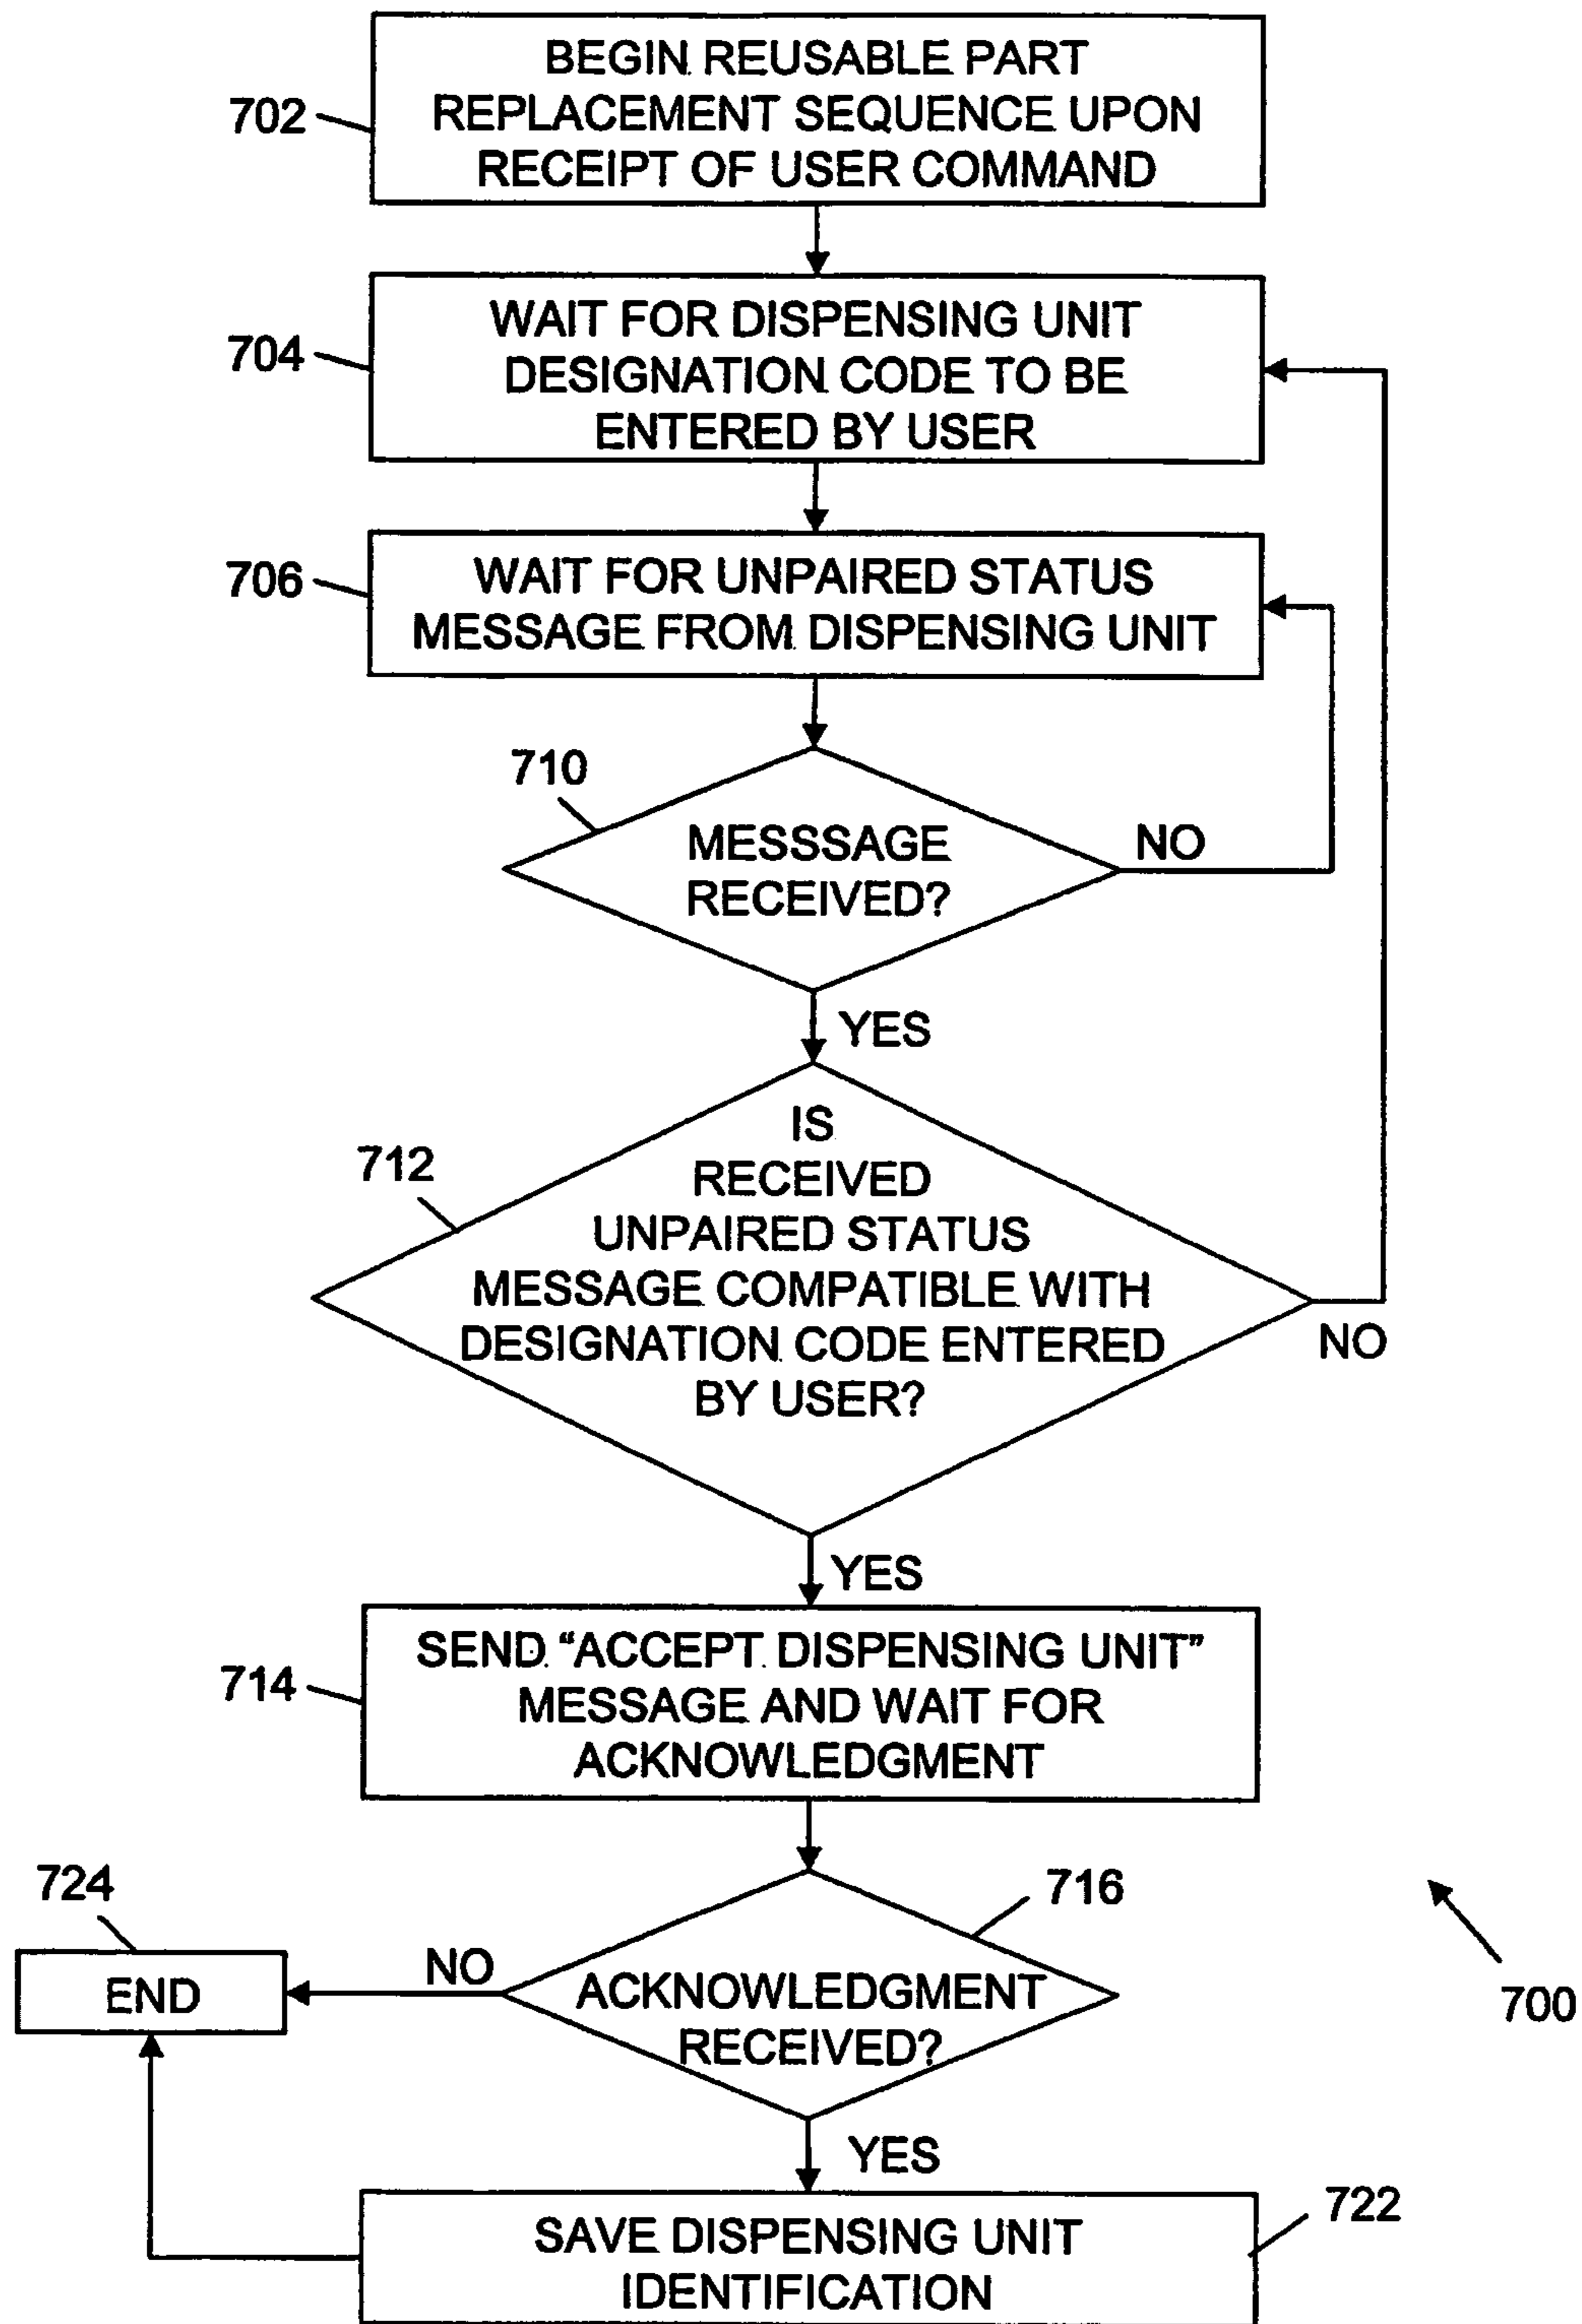 BEGIN REUSABLE PART
REPLACEMENT SEQUENCE UPON
RECEIPT OF USER COMMAND
702
WAIT FOR DISPENSING UNIT
DESIGNATION CODE TO BE
ENTERED BY USER
704
WAIT FOR UNPAIRED STATUS
MESSAGE FROM DISPENSING UNIT
706
710
MESSSAGE
RECEIVED?
NO
YES
712
IS
RECEIVED
UNPAIRED STATUS
MESSAGE COMPATIBLE WITH
DESIGNATION CODE ENTERED
BY USER?
NO
YES
SEND "ACCEPT DISPENSING UNIT"
MESSAGE AND WAIT FOR
ACKNOWLEDGMENT
714
724
716
END
NO
ACKNOWLEDGMENT
RECEIVED?
700
YES
722
SAVE DISPENSING UNIT
IDENTIFICATION